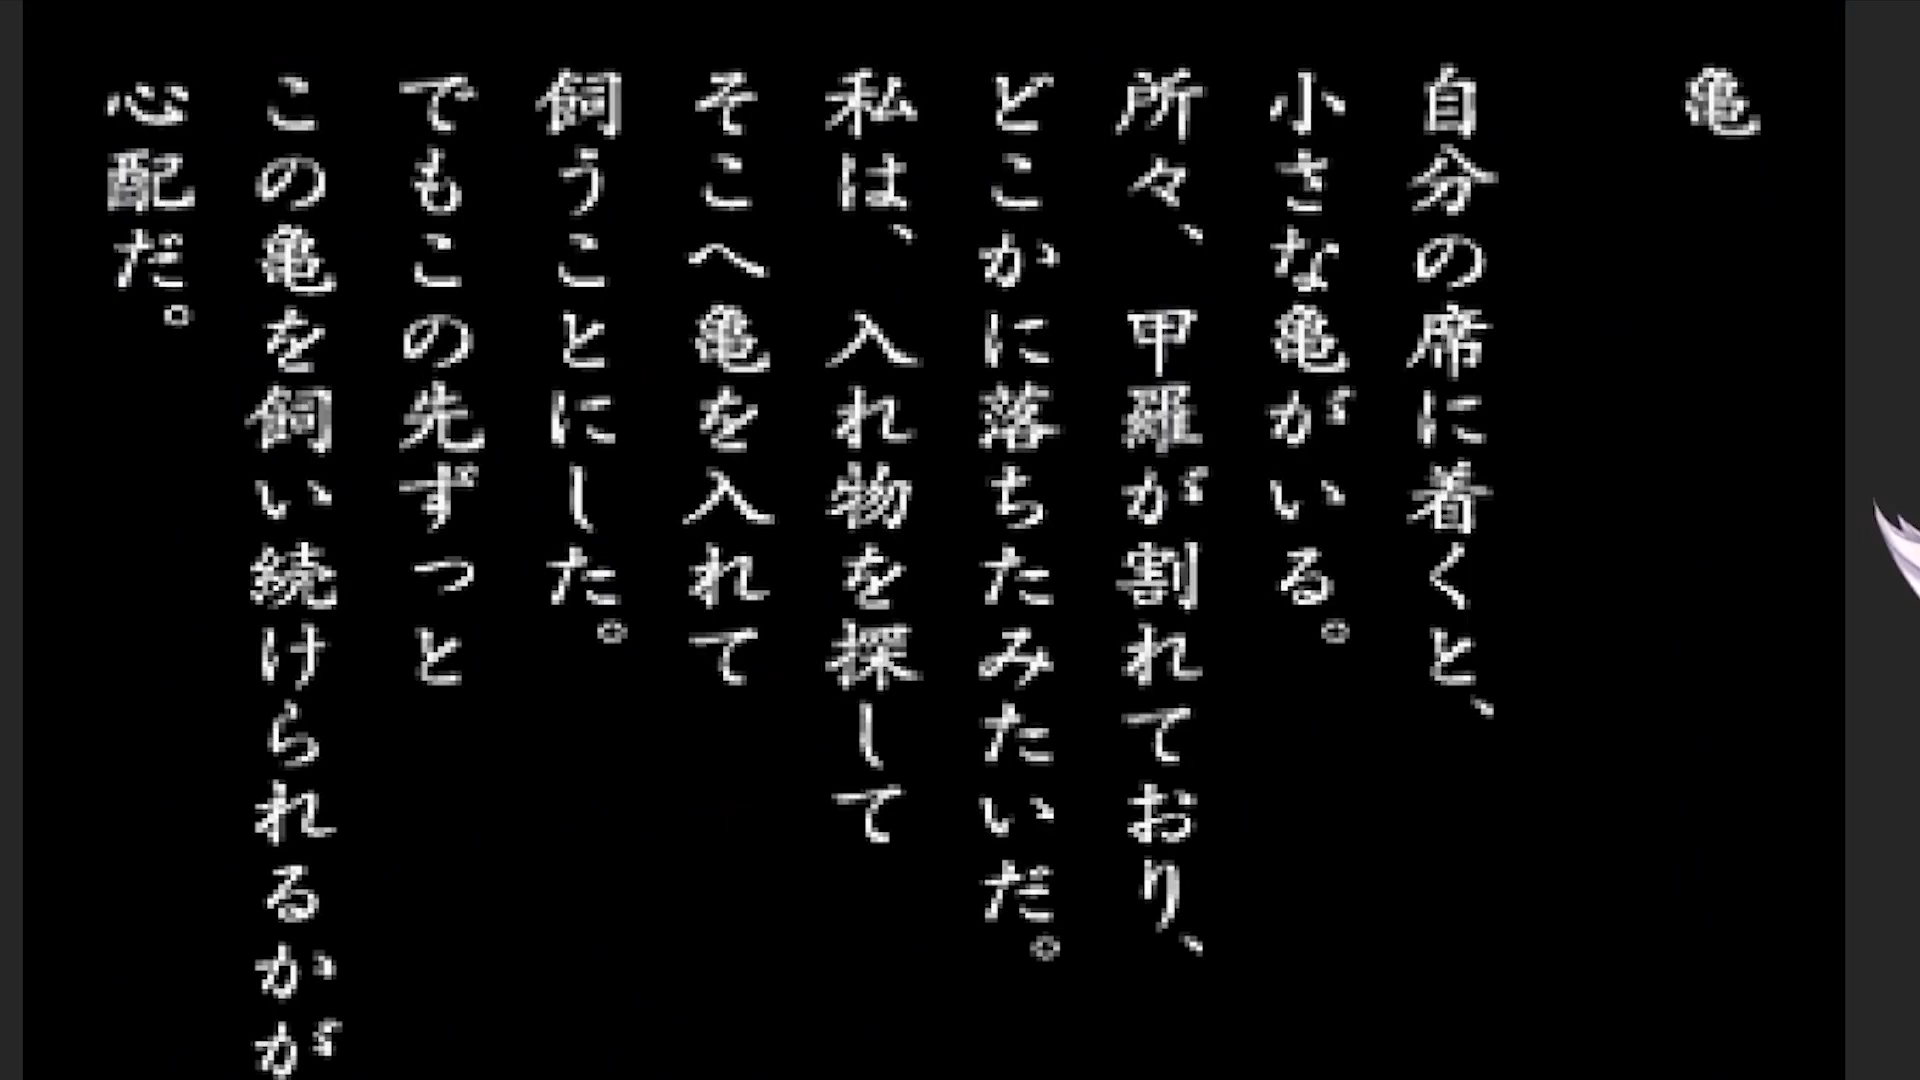 亀
自分の席に着くと、
小さな亀がいる。
所々、甲羅が割れており、
どこかに落ちたみたいだ。
私は、入れ物を探して
そこへ亀を入れて
飼うことにした。
でもこの先ずっと
この亀を飼い続けられるかが
心配だ。